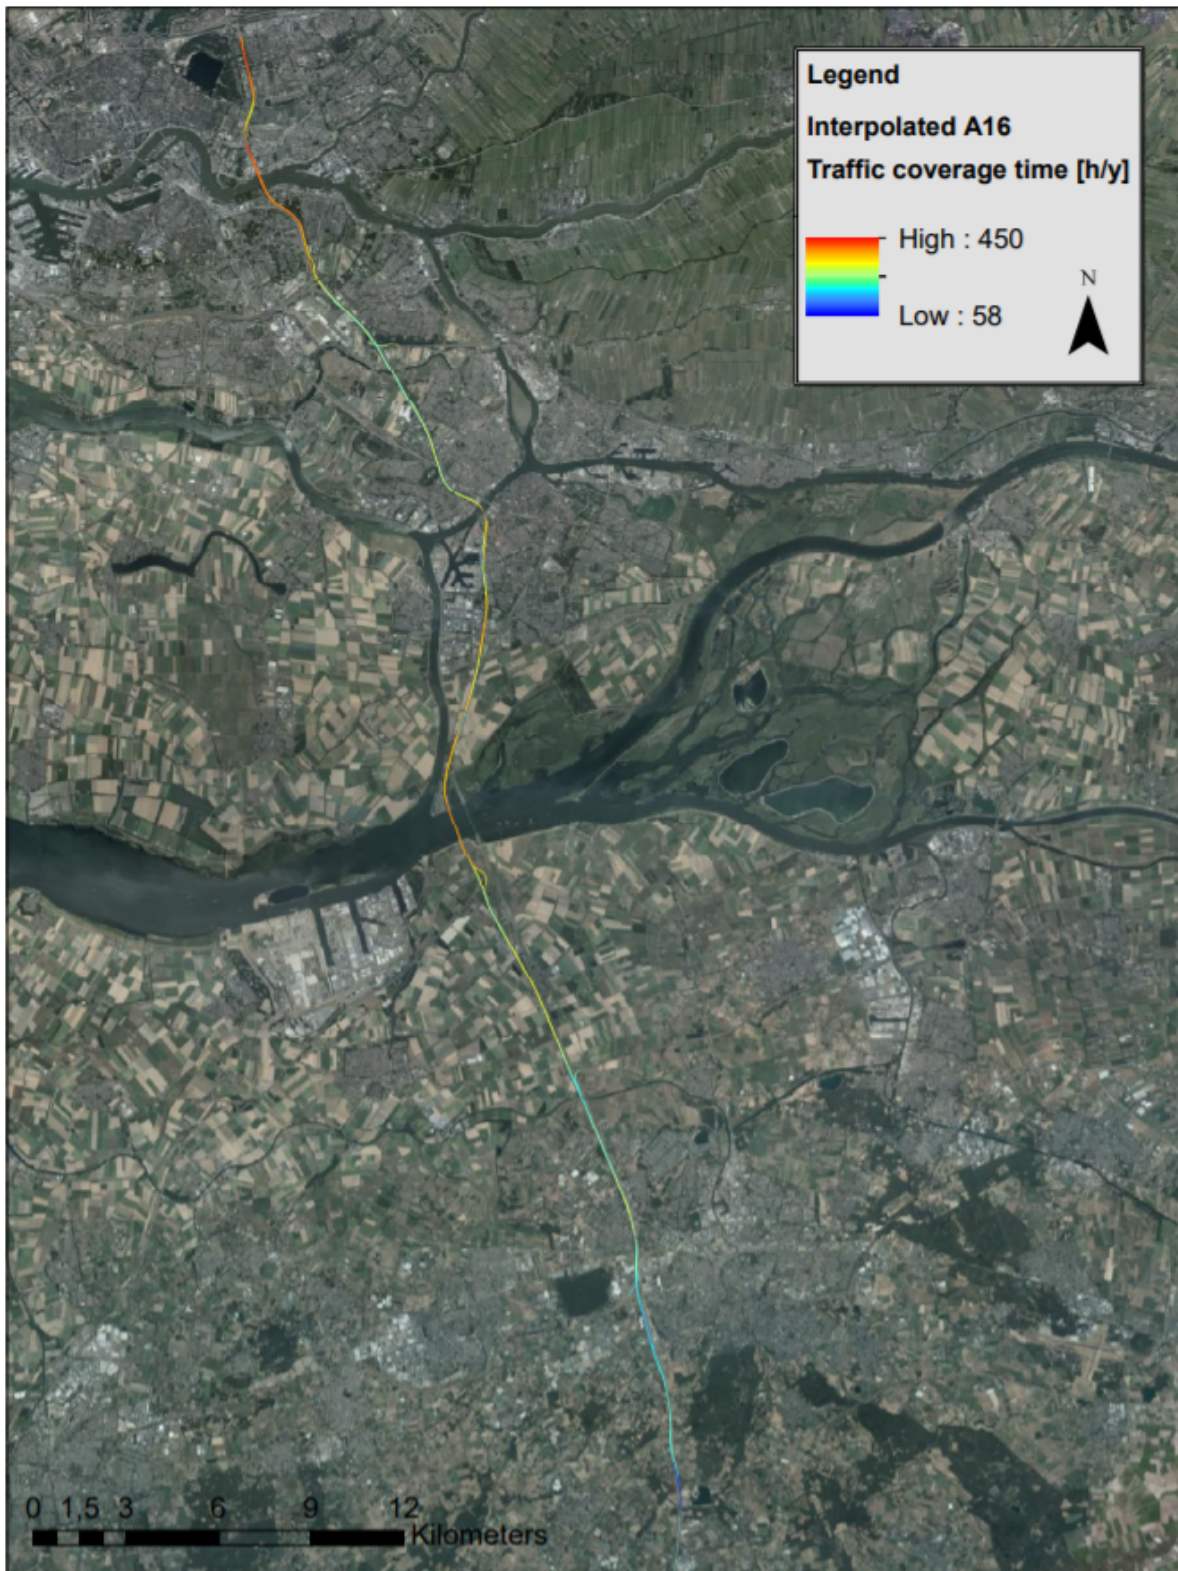 Legend
Interpolated A16
Traffic coverage time [h/y]
High : 450
Low : 58
N
0 1,5 3 6 9 12
Kilometers